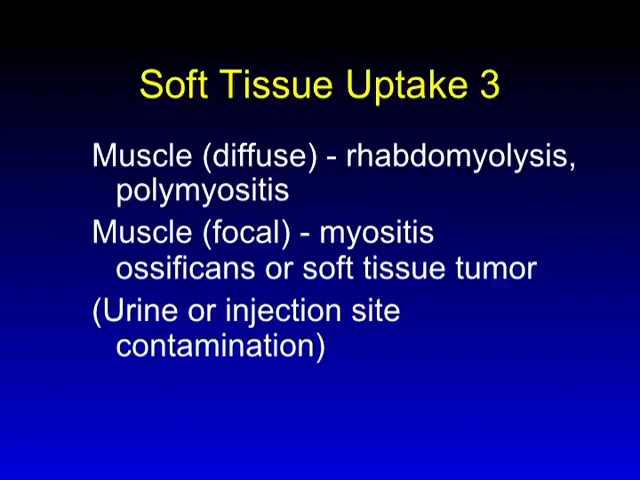 Soft Tissue Uptake 3
Muscle (diffuse) - rhabdomyolysis,
polymyositis
Muscle (focal) - myositis
ossificans or soft tissue tumor
(Urine or injection site
contamination)